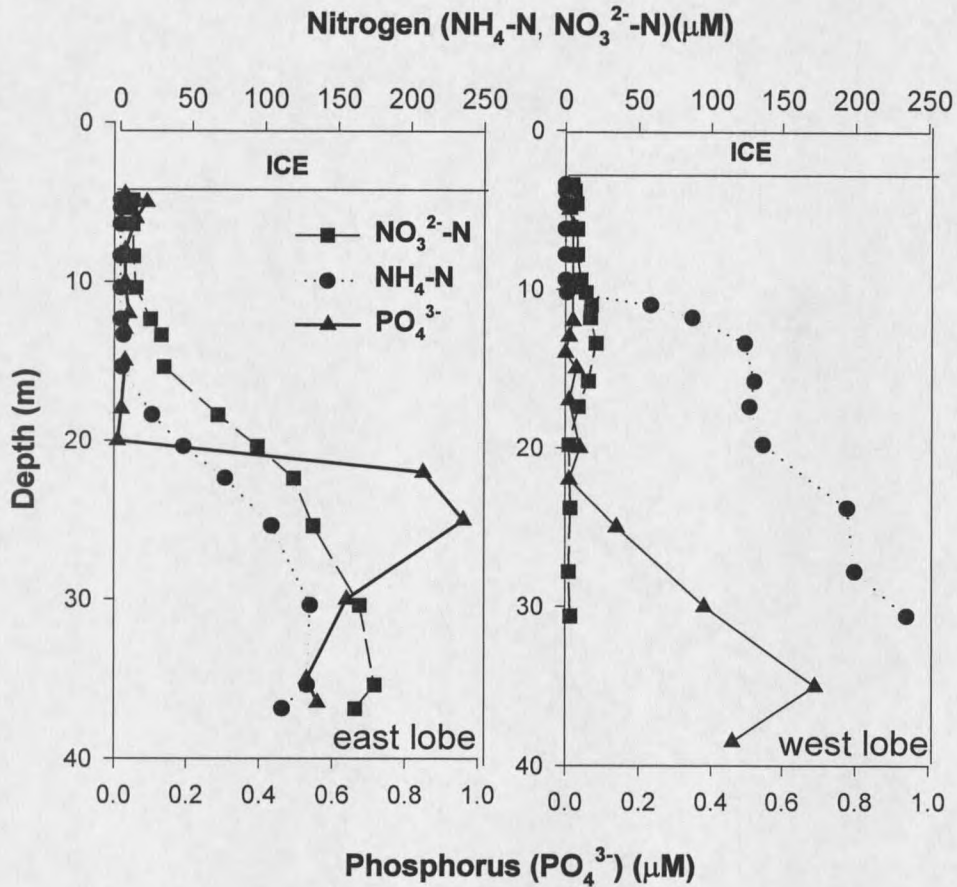 Nitrogen (NH₄-N, NO₃²⁻-N)(μM)
0 50 100 150 200 250
0 50 100 150 200 250
0
10
20
30
40
0
10
20
30
40
ICE
ICE
NO₃²⁻-N
NH₄-N
PO₄³⁻
Depth (m)
east lobe
west lobe
0.0 0.2 0.4 0.6 0.8 1.0
0.0 0.2 0.4 0.6 0.8 1.0
Phosphorus (PO₄³⁻) (μM)